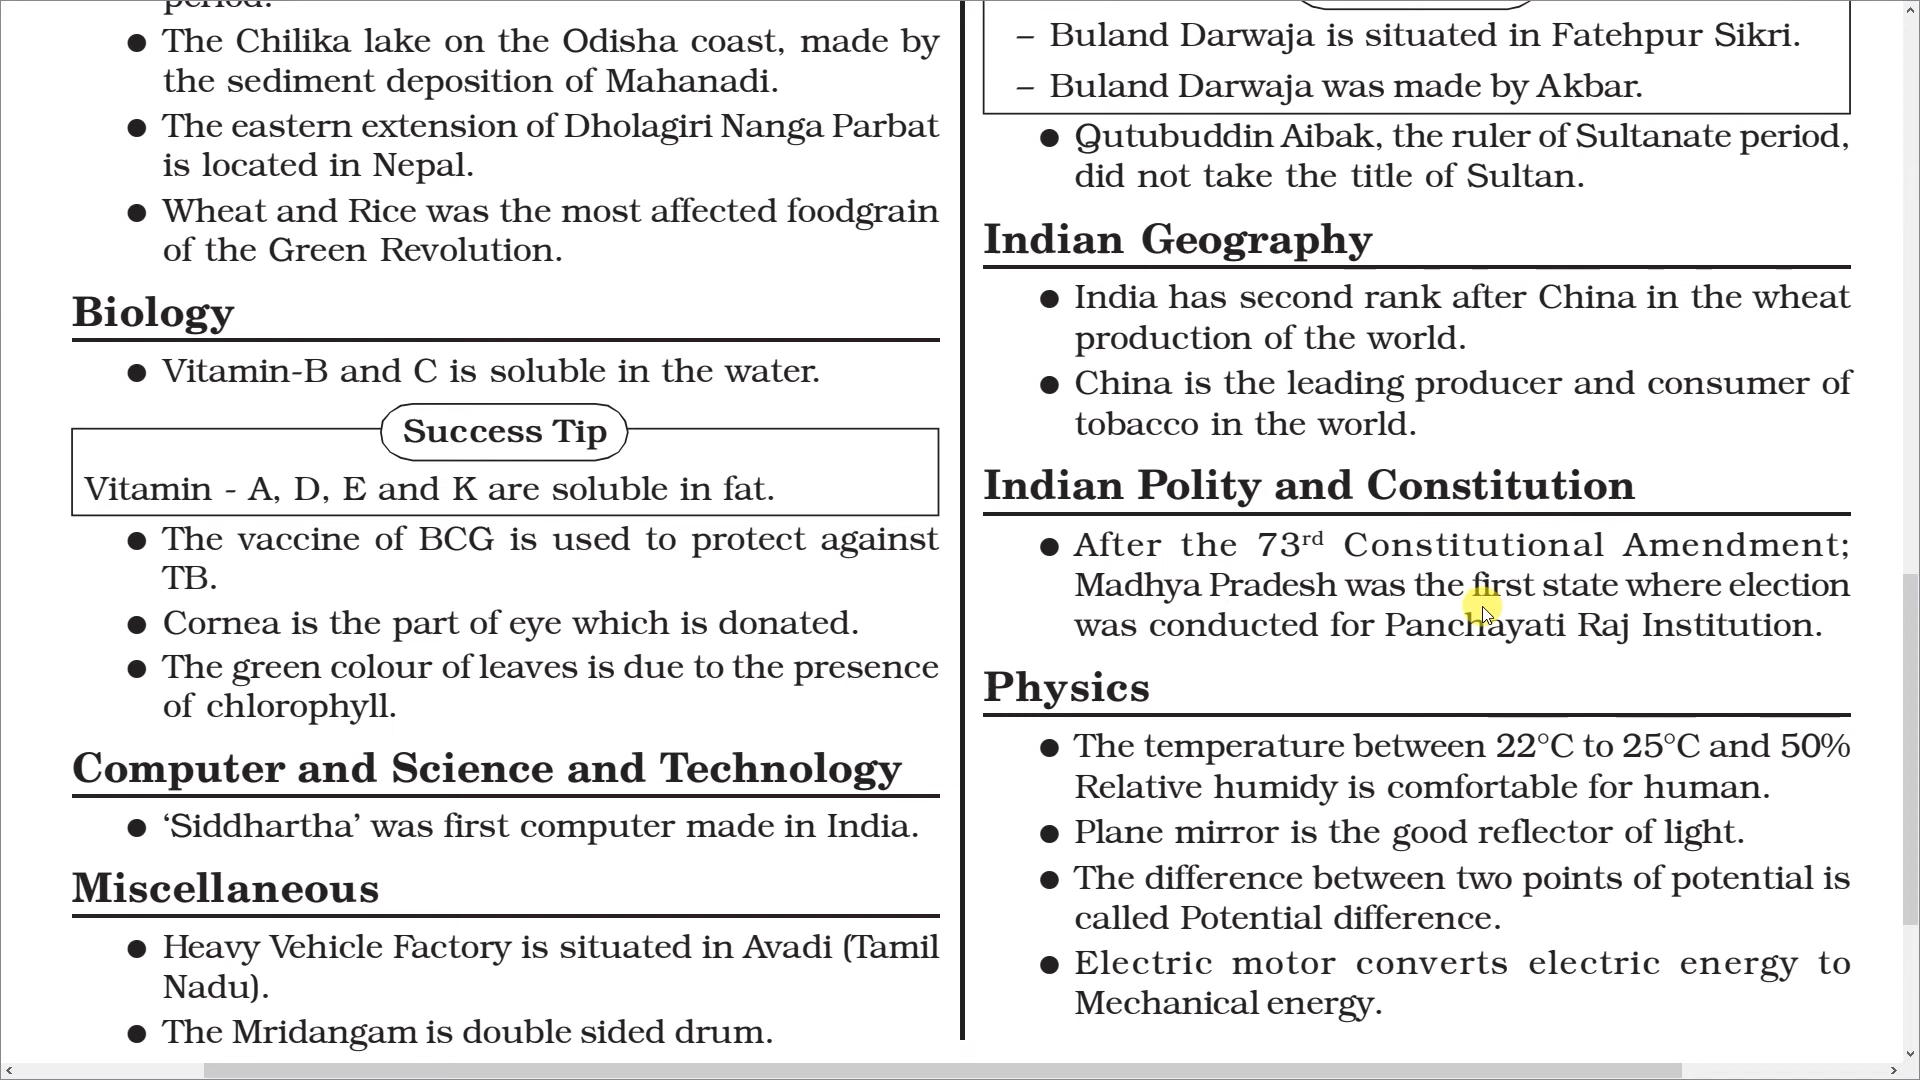 period.
● The Chilika lake on the Odisha coast, made by
the sediment deposition of Mahanadi.
● The eastern extension of Dholagiri Nanga Parbat
is located in Nepal.
● Wheat and Rice was the most affected foodgrain
of the Green Revolution.
Biology
● Vitamin-B and C is soluble in the water.
Success Tip
Vitamin - A, D, E and K are soluble in fat.
● The vaccine of BCG is used to protect against
TB.
● Cornea is the part of eye which is donated.
● The green colour of leaves is due to the presence
of chlorophyll.
Computer and Science and Technology
● ‘Siddhartha’ was first computer made in India.
Miscellaneous
● Heavy Vehicle Factory is situated in Avadi (Tamil
Nadu).
● The Mridangam is double sided drum.
– Buland Darwaja is situated in Fatehpur Sikri.
– Buland Darwaja was made by Akbar.
● Qutubuddin Aibak, the ruler of Sultanate period,
did not take the title of Sultan.
Indian Geography
● India has second rank after China in the wheat
production of the world.
● China is the leading producer and consumer of
tobacco in the world.
Indian Polity and Constitution
● After the 73rd Constitutional Amendment;
Madhya Pradesh was the first state where election
was conducted for Panchayati Raj Institution.
Physics
● The temperature between 22°C to 25°C and 50%
Relative humidy is comfortable for human.
● Plane mirror is the good reflector of light.
● The difference between two points of potential is
called Potential difference.
● Electric motor converts electric energy to
Mechanical energy.